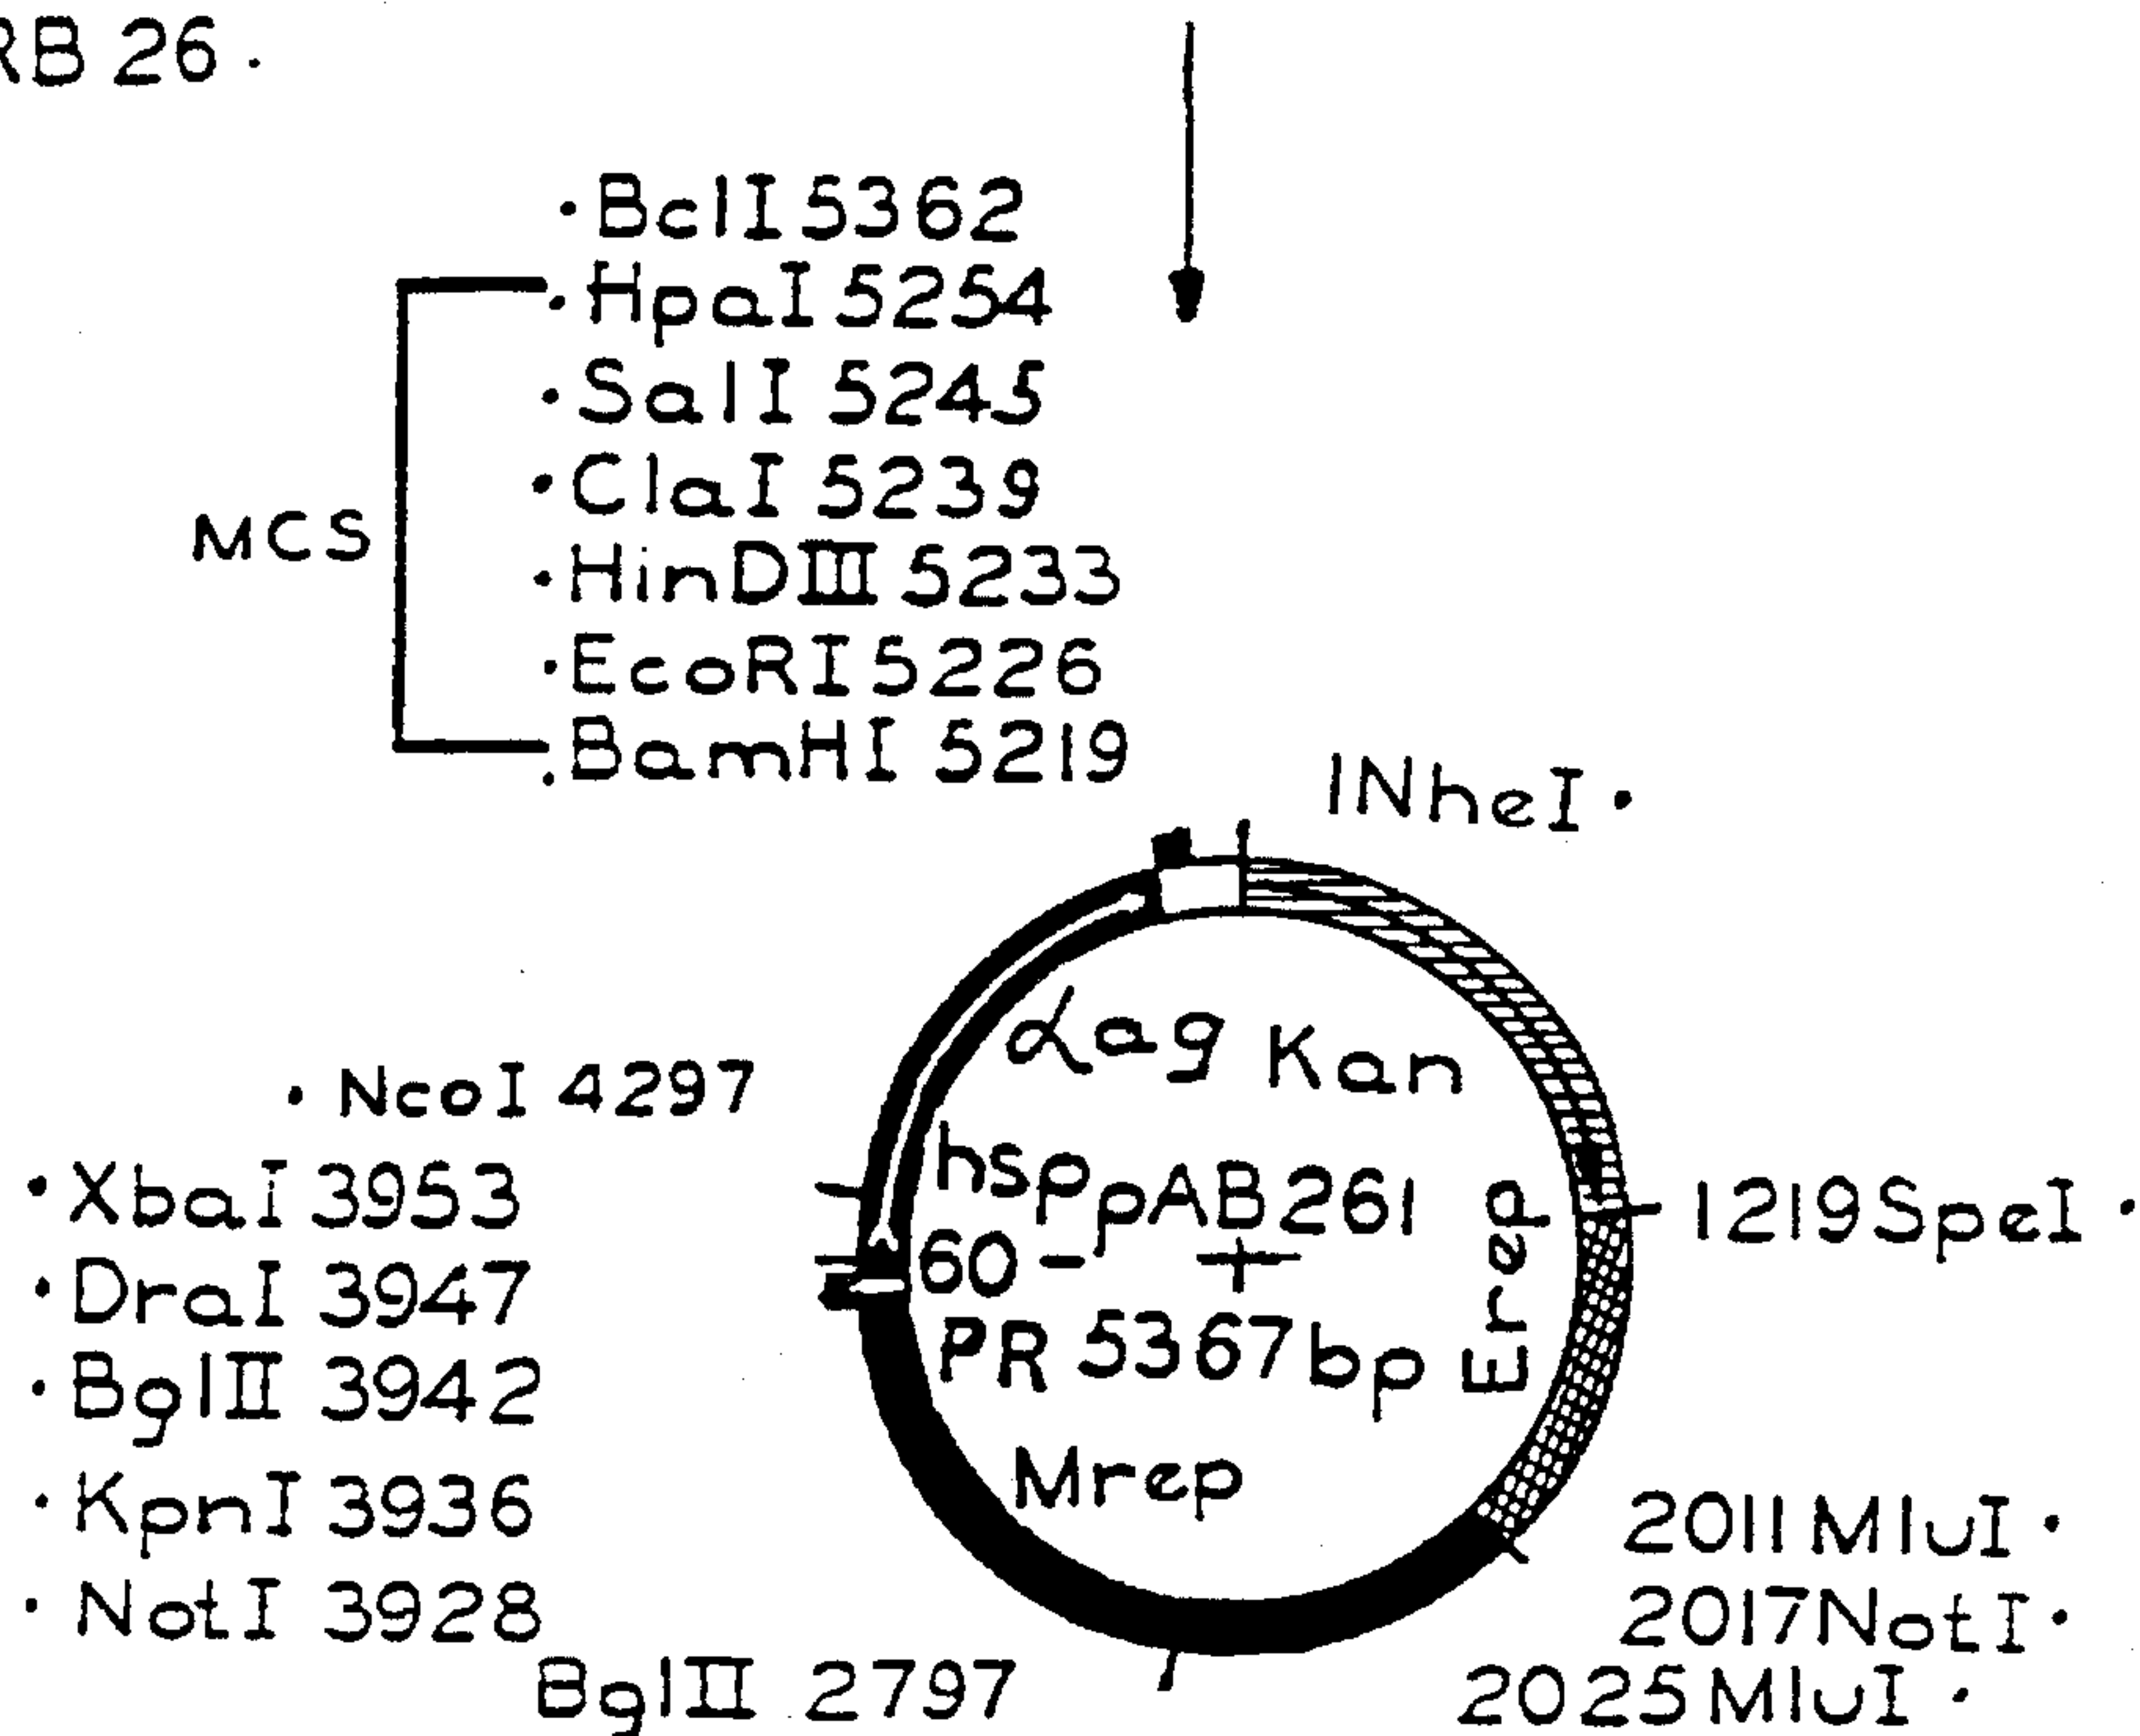 RB 26.
·BclI 5362
·HpaI 5254
·SalI 5245
·ClaI 5239
MCS
·HinDIII 5233
·EcoRI 5226
·BamHI 5219
1NheI·
αag Kan
·NcoI 4297
hsp pAB261
·XbaI 3953
1219SpeI·
60- +
Erep
·DraI 3947
PR 5367bp
·BglII 3942
Mrep
·KpnI 3936
2011MluI·
·NotI 3928
2017NotI·
BglII 2797
2025MluI·